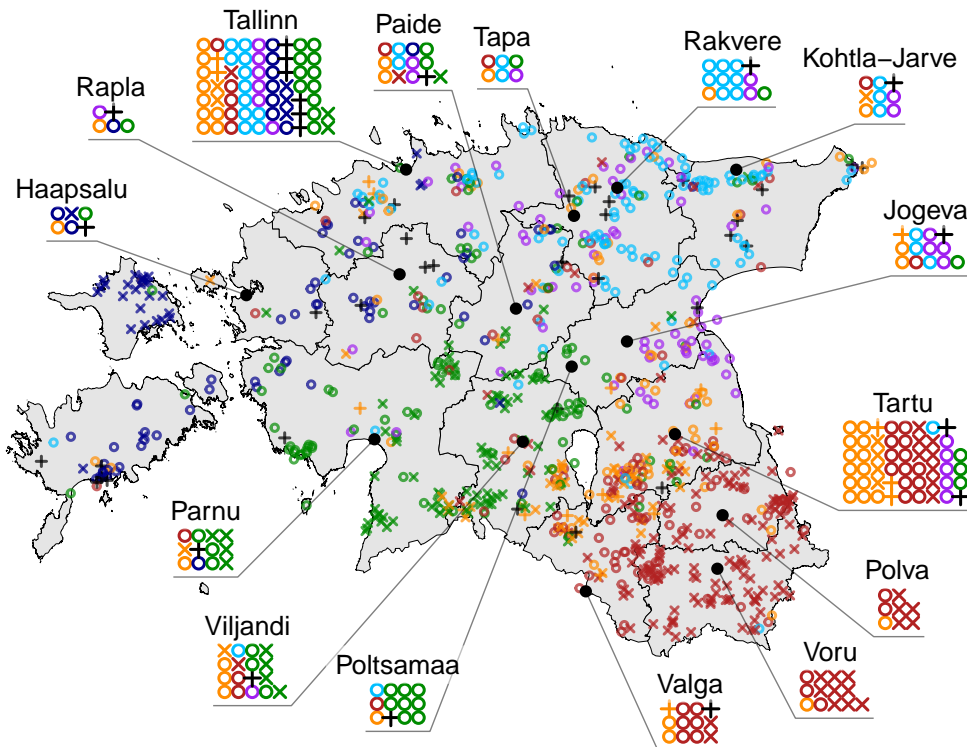 Tallinn
Paide
Tapa
Rakvere
Kohtla−Jarve
Rapla
Haapsalu
Jogeva
Tartu
Parnu
Polva
Viljandi
Poltsamaa
Voru
Valga